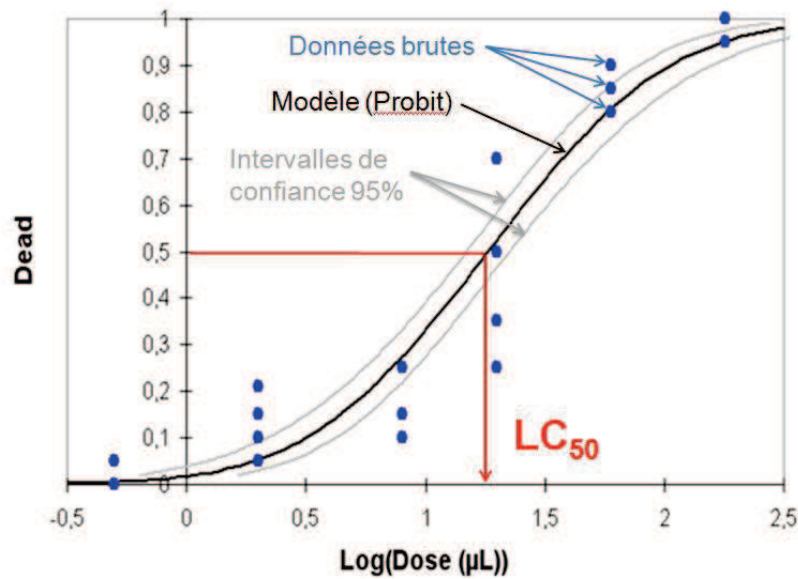 1
0,9
0,8
0,7
0,6
0,5
0,4
0,3
0,2
0,1
0
Dead
Données brutes
Modèle (Probit)
Intervalles de
confiance 95%
LC50
-0,5
0
0,5
1
1,5
2
2,5
Log(Dose (µL))